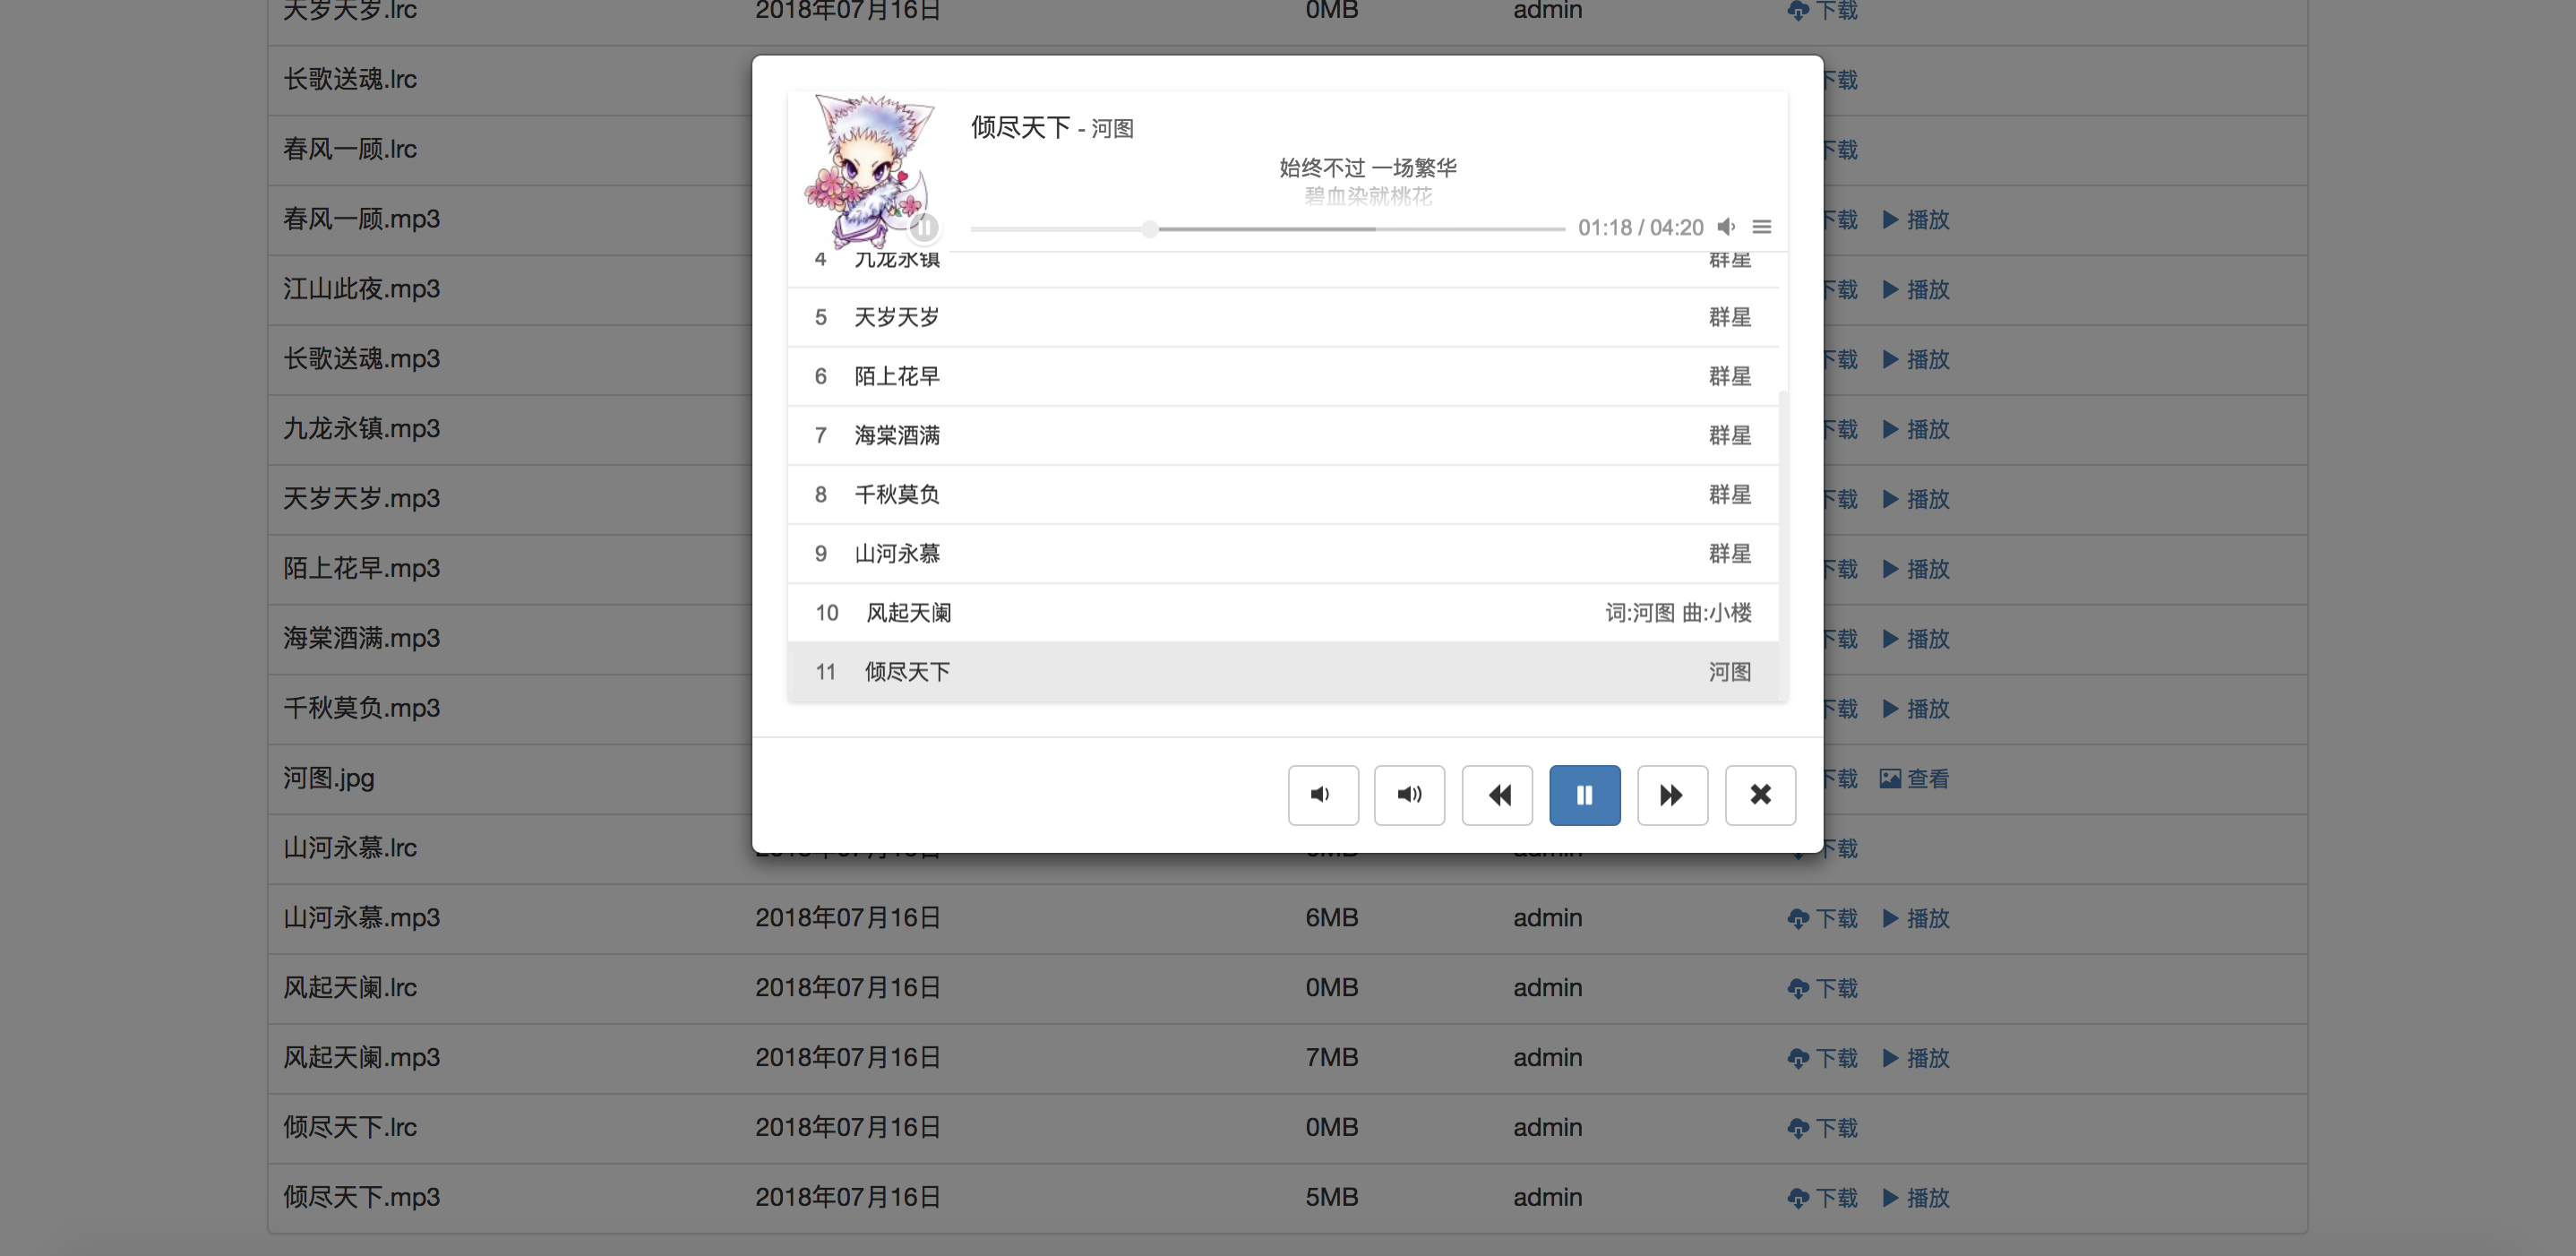 天岁天岁.lrc 2018年07月16日 0MB admin 下载
长歌送魂.lrc 下载
春风一顾.lrc 下载
春风一顾.mp3 下载 播放
江山此夜.mp3 下载 播放
长歌送魂.mp3 下载 播放
九龙永镇.mp3 下载 播放
天岁天岁.mp3 下载 播放
陌上花早.mp3 下载 播放
海棠酒满.mp3 下载 播放
千秋莫负.mp3 下载 播放
河图.jpg 下载 查看
山河永慕.lrc 2018年07月16日 0MB admin 下载
山河永慕.mp3 2018年07月16日 6MB admin 下载 播放
风起天阑.lrc 2018年07月16日 0MB admin 下载
风起天阑.mp3 2018年07月16日 7MB admin 下载 播放
倾尽天下.lrc 2018年07月16日 0MB admin 下载
倾尽天下.mp3 2018年07月16日 5MB admin 下载 播放
倾尽天下 - 河图
始终不过 一场繁华
碧血染就桃花
01:18 / 04:20
4 九龙永镇 群星
5 天岁天岁 群星
6 陌上花早 群星
7 海棠酒满 群星
8 千秋莫负 群星
9 山河永慕 群星
10 风起天阑 词:河图 曲:小楼
11 倾尽天下 河图